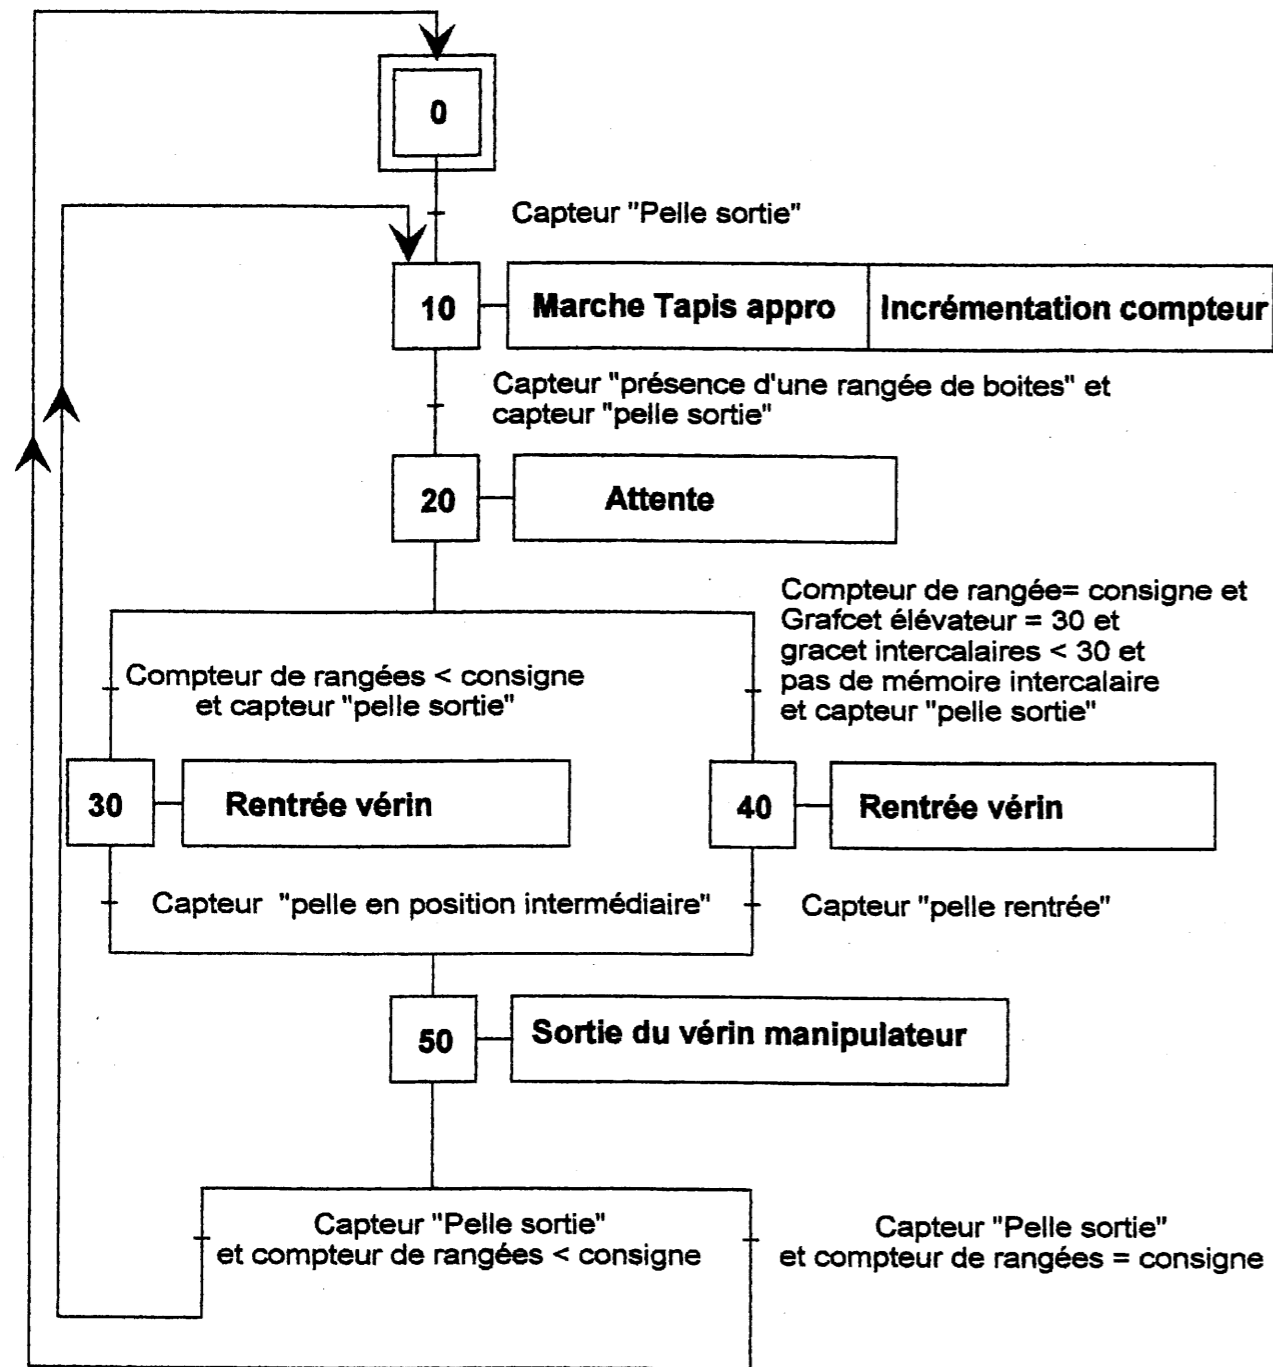 0
Capteur "Pelle sortie"
10
Marche Tapis appro
Incrémentation compteur
Capteur "présence d'une rangée de boites" et
capteur "pelle sortie"
20
Attente
Compteur de rangée= consigne et
Grafcet élévateur = 30 et
gracet intercalaires < 30 et
pas de mémoire intercalaire
et capteur "pelle sortie"
Compteur de rangées < consigne
et capteur "pelle sortie"
30
Rentrée vérin
40
Rentrée vérin
Capteur "pelle en position intermédiaire"
Capteur "pelle rentrée"
50
Sortie du vérin manipulateur
Capteur "Pelle sortie"
et compteur de rangées < consigne
Capteur "Pelle sortie"
et compteur de rangées = consigne